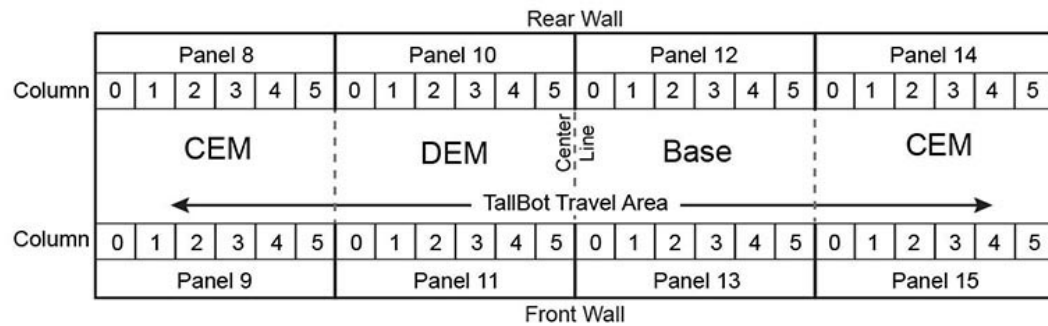 Rear Wall
Panel 8 Panel 10 Panel 12 Panel 14
Column 0 1 2 3 4 5 0 1 2 3 4 5 0 1 2 3 4 5 0 1 2 3 4 5
CEM DEM Center Line Base CEM
TallBot Travel Area
Column 0 1 2 3 4 5 0 1 2 3 4 5 0 1 2 3 4 5 0 1 2 3 4 5
Panel 9 Panel 11 Panel 13 Panel 15
Front Wall